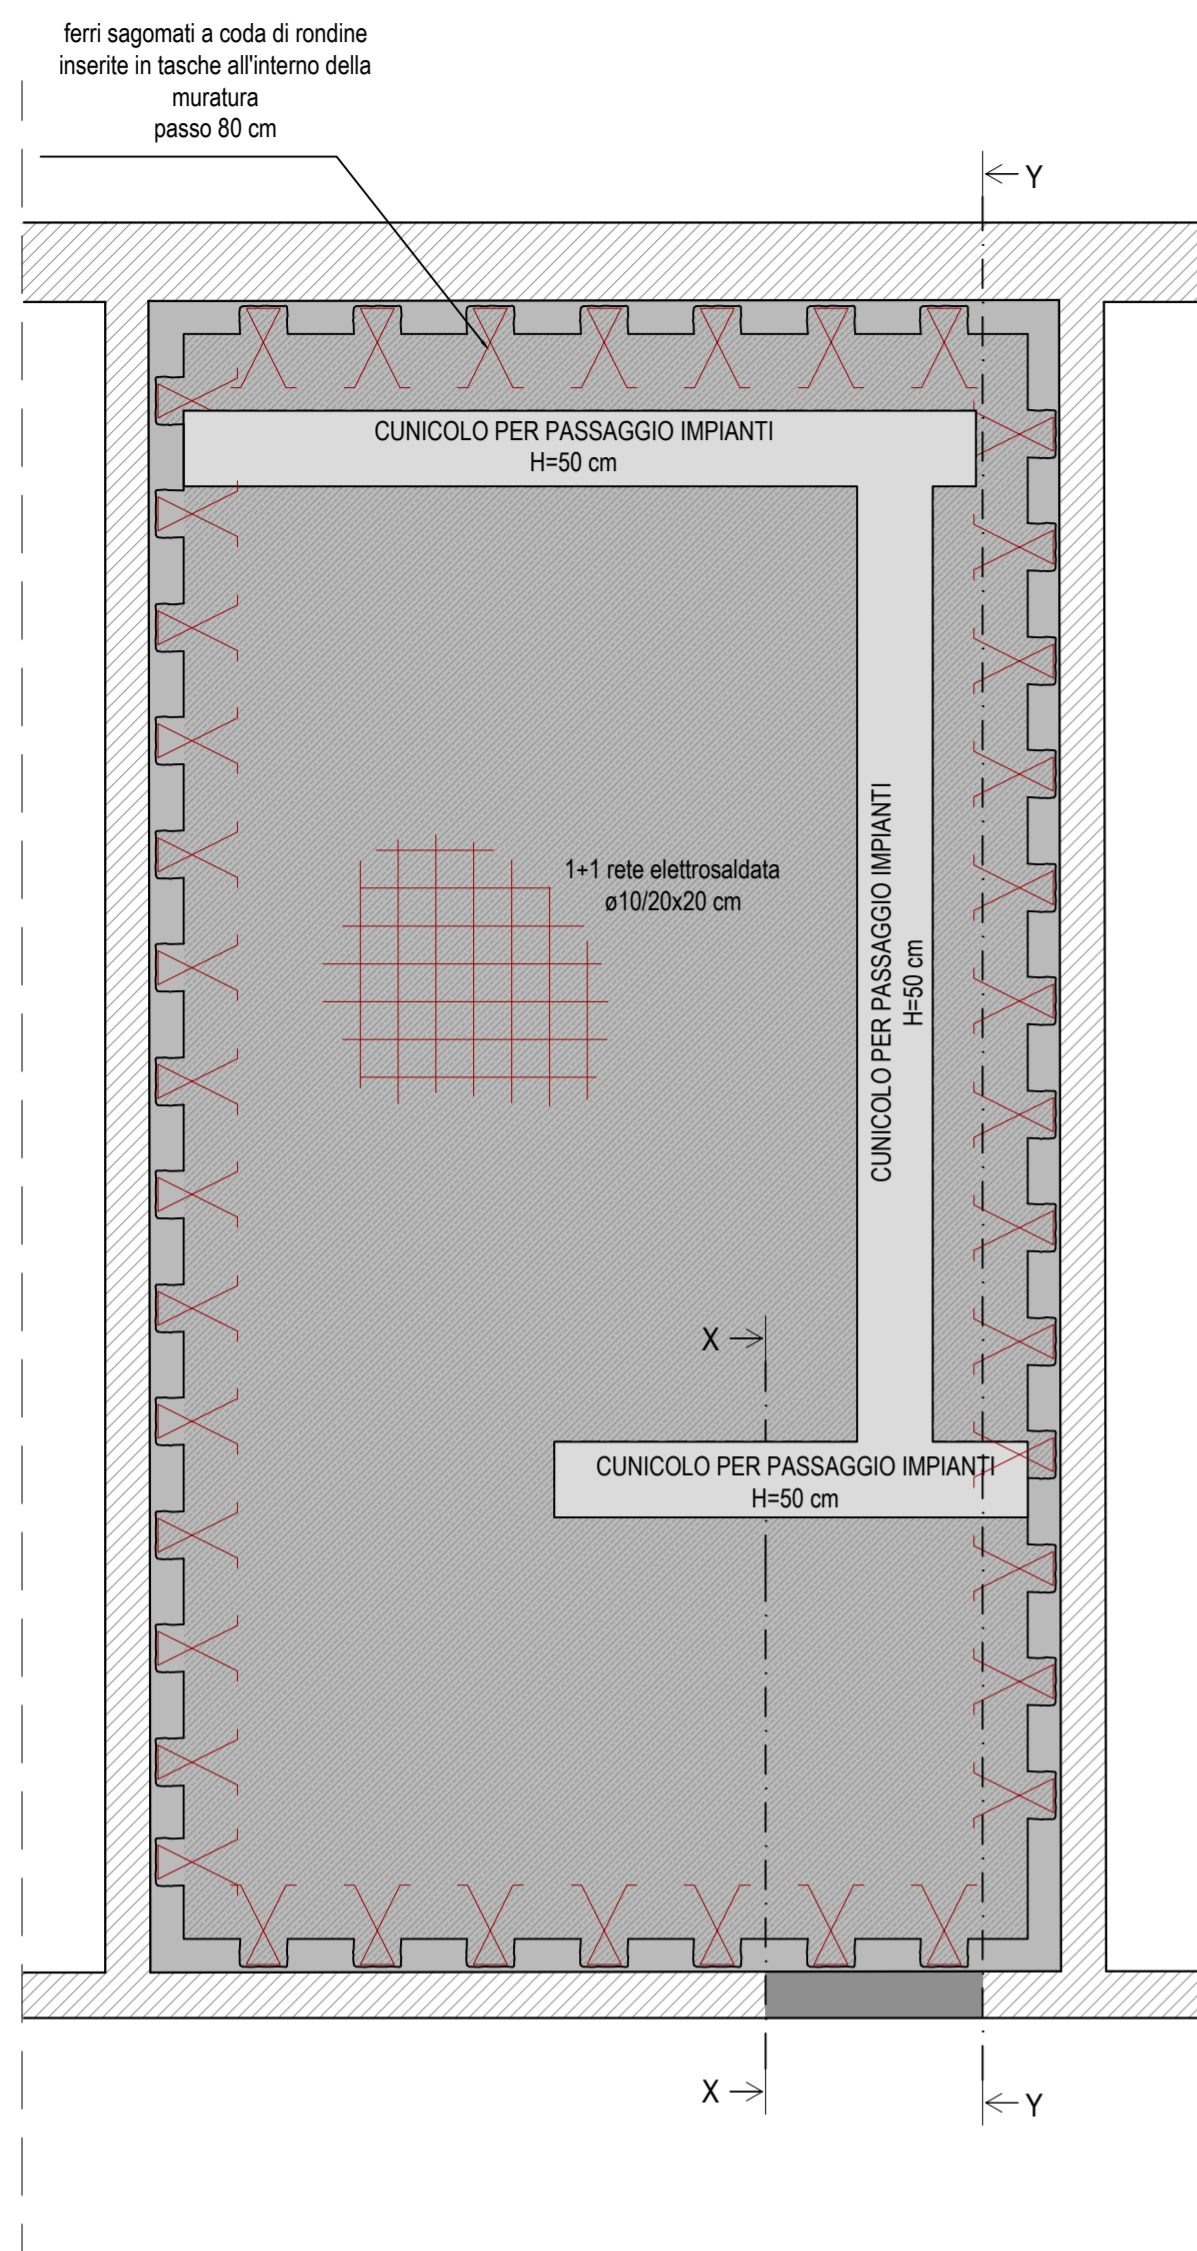 ferri sagomati a coda di rondine
inserite in tasche all'interno della
muratura
passo 80 cm
Y
CUNICOLO PER PASSAGGIO IMPIANTI
H=50 cm
1+1 rete elettrosaldata
ø10/20x20 cm
CUNICOLO PER PASSAGGIO IMPIANTI
H=50 cm
X
CUNICOLO PER PASSAGGIO IMPIANTI
H=50 cm
X
Y